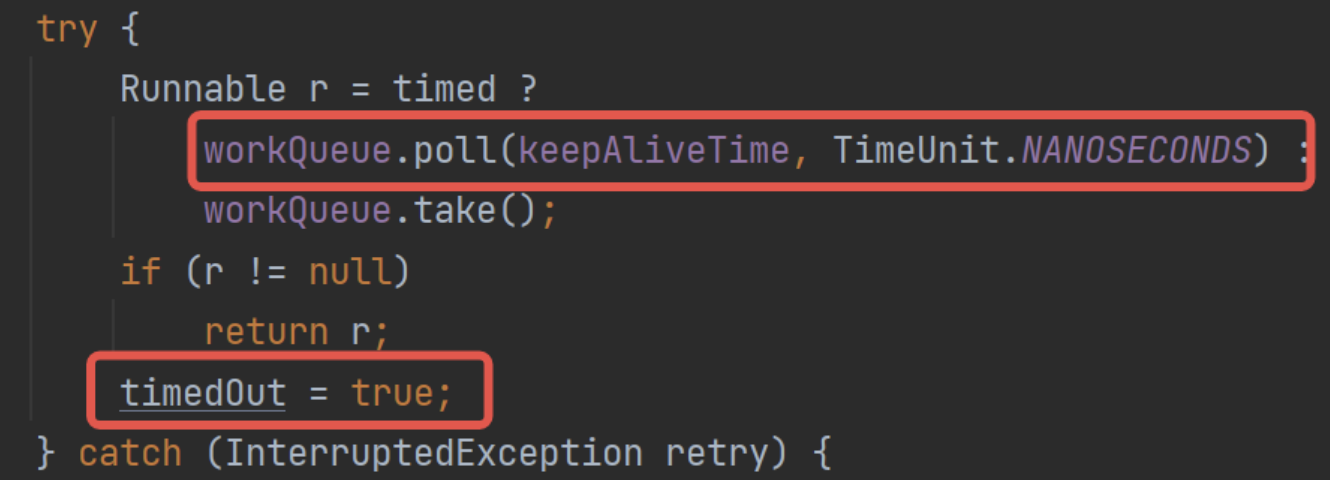 try {
Runnable r = timed ?
workQueue.poll(keepAliveTime, TimeUnit.NANOSECONDS) :
workQueue.take();
if (r != null)
return r;
timedOut = true;
} catch (InterruptedException retry) {